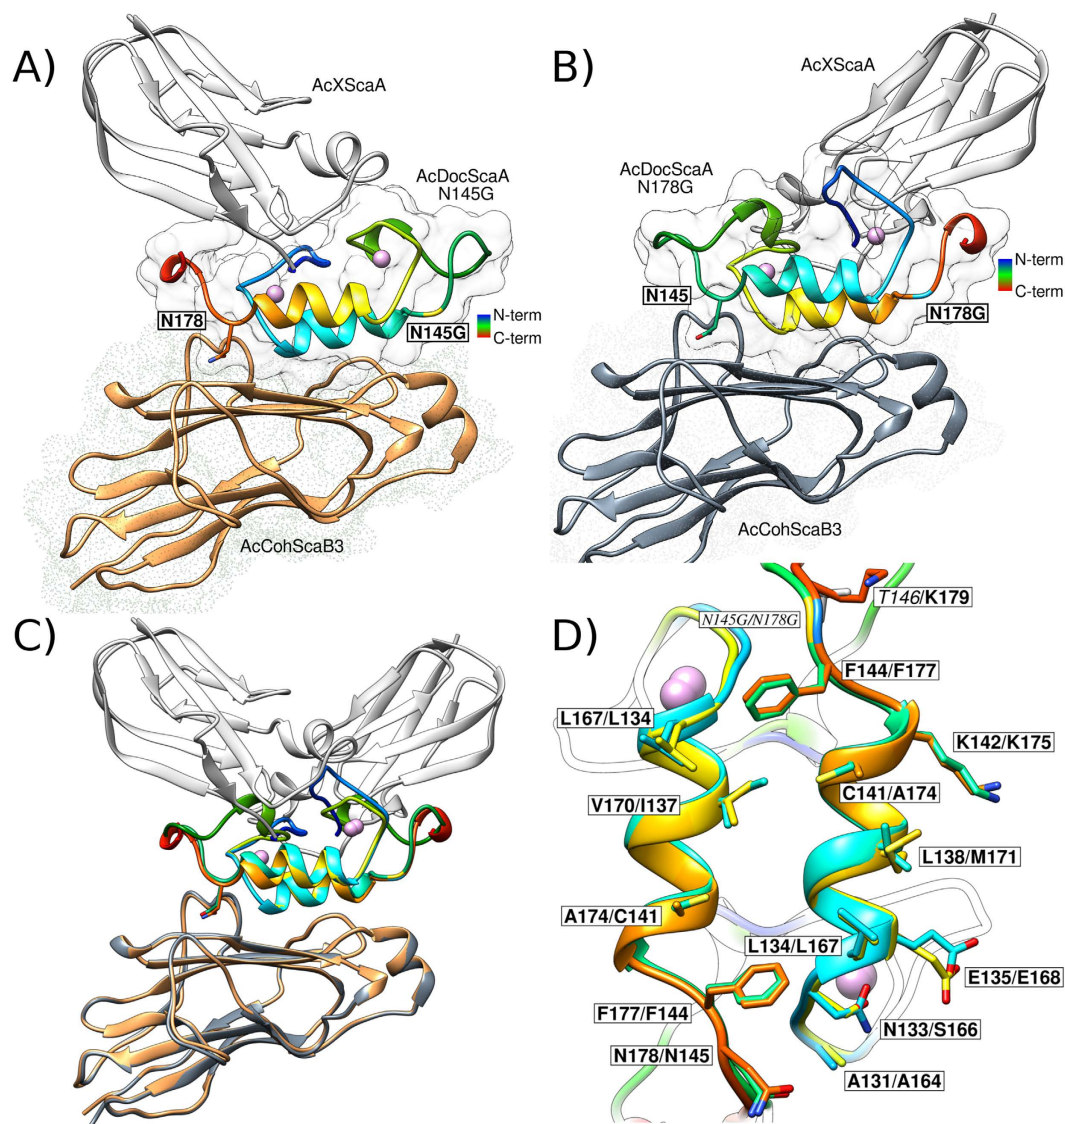 A)
AcXScaA
AcDocScaA
N145G
N178
N145G
N-term
C-term
AcCohScaB3
B)
AcXScaA
AcDocScaA
N178G
N145
N178G
N-term
C-term
AcCohScaB3
C)
D)
T146/K179
N145G/N178G
F144/F177
L167/L134
K142/K175
C141/A174
V170/I137
L138/M171
A174/C141
L134/L167
E135/E168
F177/F144
N133/S166
N178/N145
A131/A164